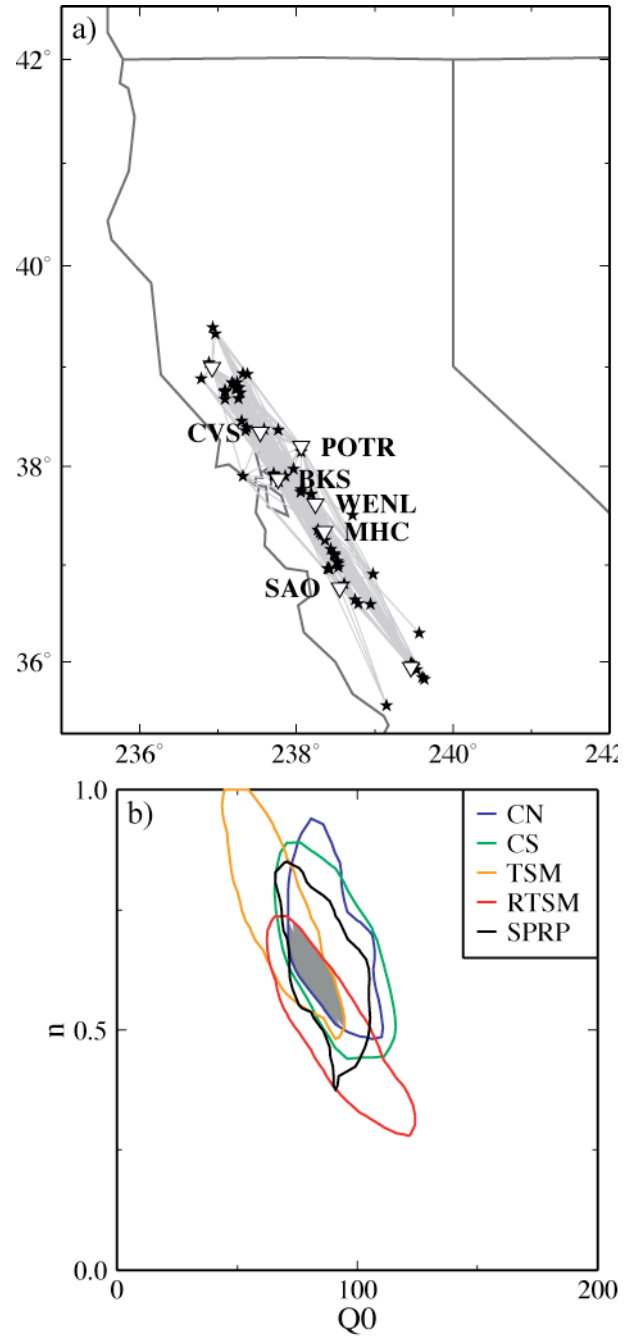 a)
42°
40°
38°
36°
CVS
POTR
BKS
WENL
MHC
SAO
236°
238°
240°
242
b)
1.0
0.5
0.0
n
CN
CS
TSM
RTSM
SPRP
0
100
200
Q0